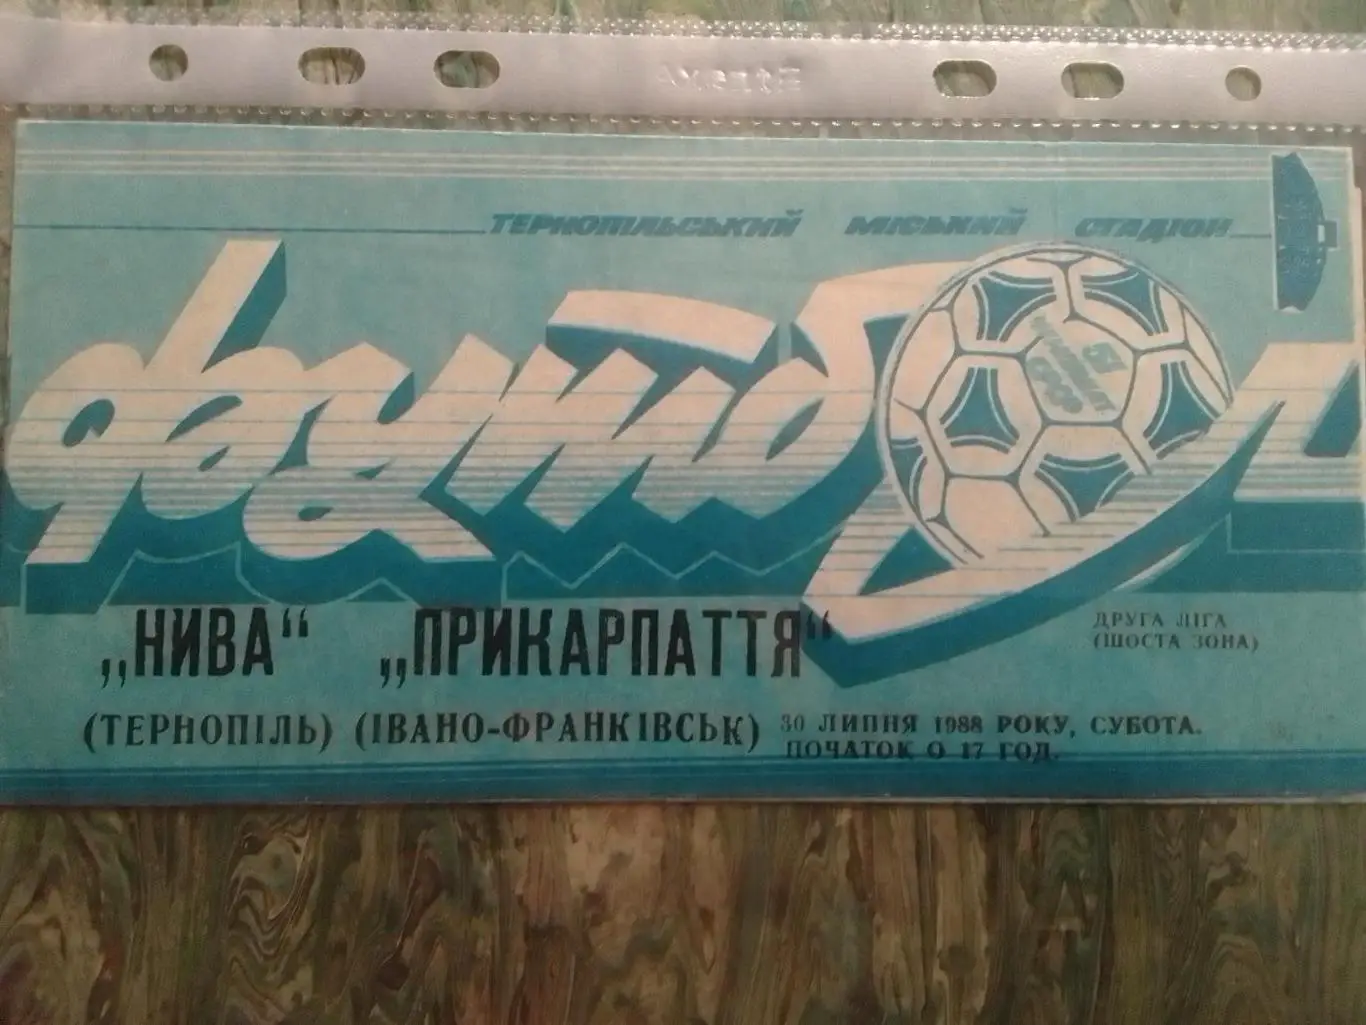 ТЕРНОПІЛЬСЬКИЙ МІСЬКИЙ СТАДІОН
футбол
„НИВА“ „ПРИКАРПАТТЯ“
(ТЕРНОПІЛЬ) (ІВАНО-ФРАНКІВСЬК)
ДРУГА ЛІГА
(ШОСТА ЗОНА)
30 ЛИПНЯ 1988 РОКУ, СУБОТА.
ПОЧАТОК О 17 ГОД.